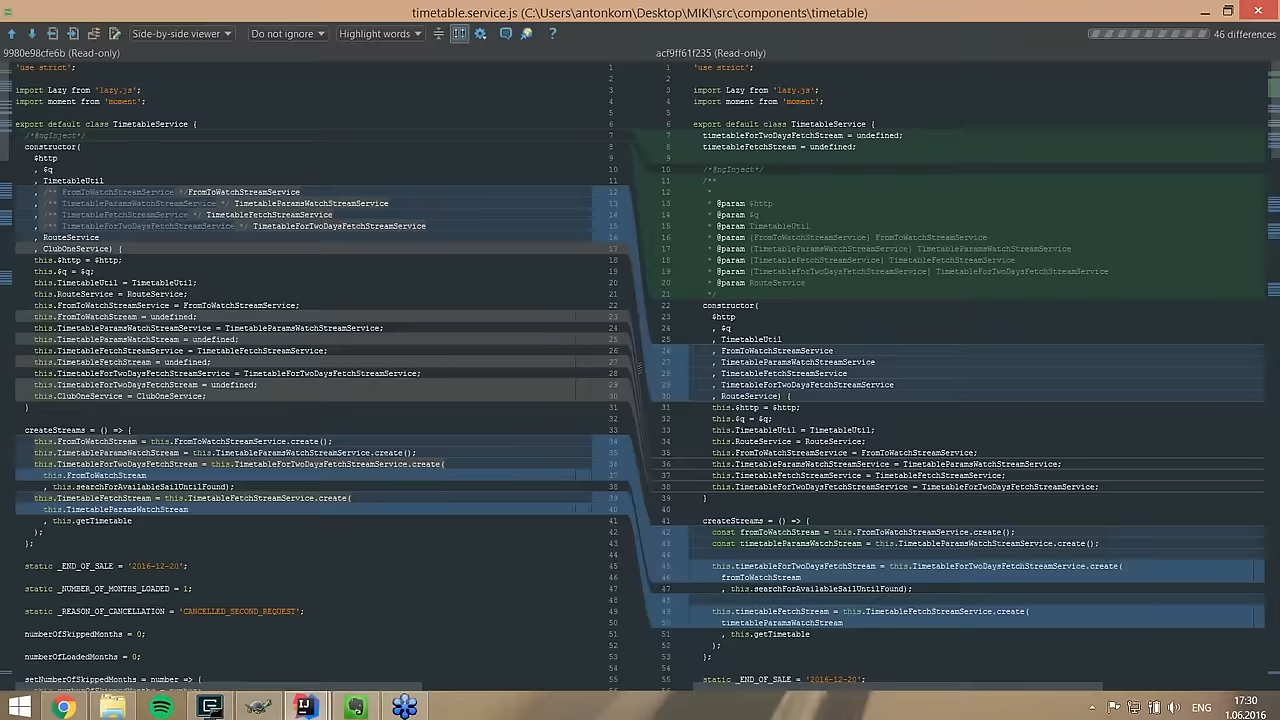 timetable.service.js (C:\Users\antonkom\Desktop\MIKI\src\components\timetable)
Side-by-side viewer
Do not ignore
Highlight words
46 differences
9980e98cfe6b (Read-only)
'use strict';
import Lazy from 'lazy.js';
import moment from 'moment';
export default class TimetableService {
/*@ngInject*/
constructor(
$http
, $q
, TimetableUtil
, /** FromToWatchStreamService */FromToWatchStreamService
, /** TimetableParamsWatchStreamService */ TimetableParamsWatchStreamService
, /** TimetableFetchStreamService */ TimetableFetchStreamService
, /** TimetableForTwoDaysFetchStreamService */ TimetableForTwoDaysFetchStreamService
, RouteService
, ClubOneService) {
this.$http = $http;
this.$q = $q;
this.TimetableUtil = TimetableUtil;
this.RouteService = RouteService;
this.FromToWatchStreamService = FromToWatchStreamService;
this.FromToWatchStream = undefined;
this.TimetableParamsWatchStreamService = TimetableParamsWatchStreamService;
this.TimetableParamsWatchStream = undefined;
this.TimetableFetchStreamService = TimetableFetchStreamService;
this.TimetableFetchStream = undefined;
this.TimetableForTwoDaysFetchStreamService = TimetableForTwoDaysFetchStreamService;
this.TimetableForTwoDaysFetchStream = undefined;
this.ClubOneService = ClubOneService;
}
createStreams = () => {
this.FromToWatchStream = this.FromToWatchStreamService.create();
this.TimetableParamsWatchStream = this.TimetableParamsWatchStreamService.create();
this.TimetableForTwoDaysFetchStream = this.TimetableForTwoDaysFetchStreamService.create(
this.FromToWatchStream
, this.searchForAvailableSailUntilFound);
this.TimetableFetchStream = this.TimetableFetchStreamService.create(
this.TimetableParamsWatchStream
, this.getTimetable
);
};
static _END_OF_SALE = '2016-12-20';
static _NUMBER_OF_MONTHS_LOADED = 1;
static _REASON_OF_CANCELLATION = 'CANCELLED_SECOND_REQUEST';
numberOfSkippedMonths = 0;
numberOfLoadedMonths = 0;
setNumberOfSkippedMonths = number => {
acf9ff61f235 (Read-only)
'use strict';
import Lazy from 'lazy.js';
import moment from 'moment';
export default class TimetableService {
timetableForTwoDaysFetchStream = undefined;
timetableFetchStream = undefined;
/*@ngInject*/
/**
*
* @param $http
* @param $q
* @param TimetableUtil
* @param {FromToWatchStreamService} FromToWatchStreamService
* @param {TimetableParamsWatchStreamService} TimetableParamsWatchStreamService
* @param {TimetableFetchStreamService} TimetableFetchStreamService
* @param {TimetableForTwoDaysFetchStreamService} TimetableForTwoDaysFetchStreamService
* @param RouteService
*/
constructor(
$http
, $q
, TimetableUtil
, FromToWatchStreamService
, TimetableParamsWatchStreamService
, TimetableFetchStreamService
, TimetableForTwoDaysFetchStreamService
, RouteService) {
this.$http = $http;
this.$q = $q;
this.TimetableUtil = TimetableUtil;
this.RouteService = RouteService;
this.FromToWatchStreamService = FromToWatchStreamService;
this.TimetableParamsWatchStreamService = TimetableParamsWatchStreamService;
this.TimetableFetchStreamService = TimetableFetchStreamService;
this.TimetableForTwoDaysFetchStreamService = TimetableForTwoDaysFetchStreamService;
}
createStreams = () => {
const fromToWatchStream = this.FromToWatchStreamService.create();
const timetableParamsWatchStream = this.TimetableParamsWatchStreamService.create();
this.timetableForTwoDaysFetchStream = this.TimetableForTwoDaysFetchStreamService.create(
fromToWatchStream
, this.searchForAvailableSailUntilFound);
this.timetableFetchStream = this.TimetableFetchStreamService.create(
timetableParamsWatchStream
, this.getTimetable
);
};
static _END_OF_SALE = '2016-12-20';
ENG
17:30
1.06.2016